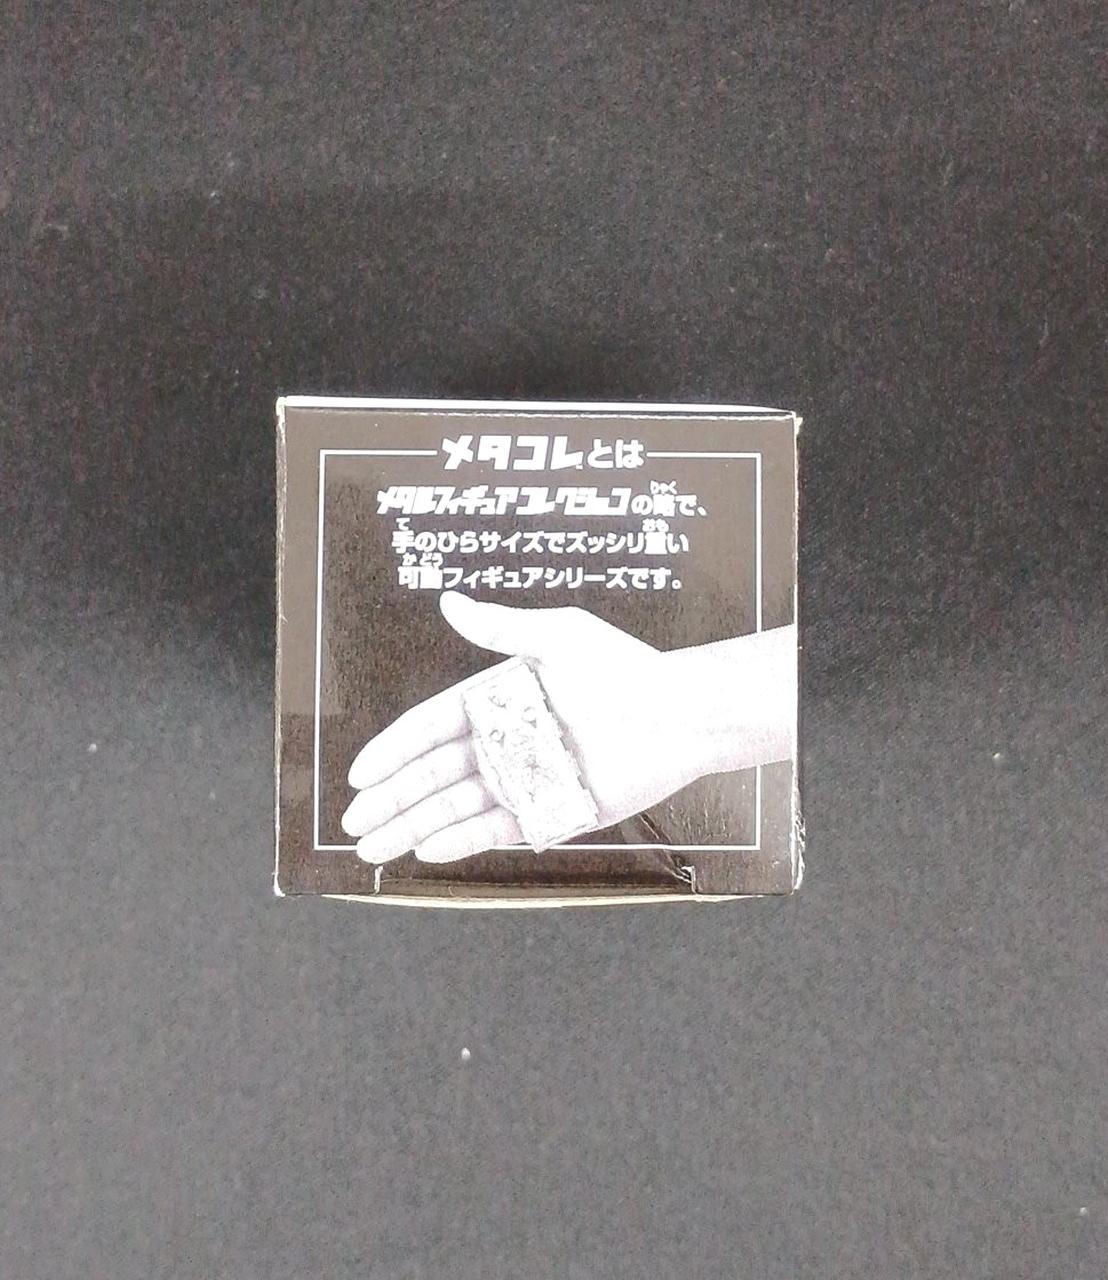 メタコレとは
メタルフィギュアコレクションの略で、
手のひらサイズでズッシリ重い
可動フィギュアシリーズです。